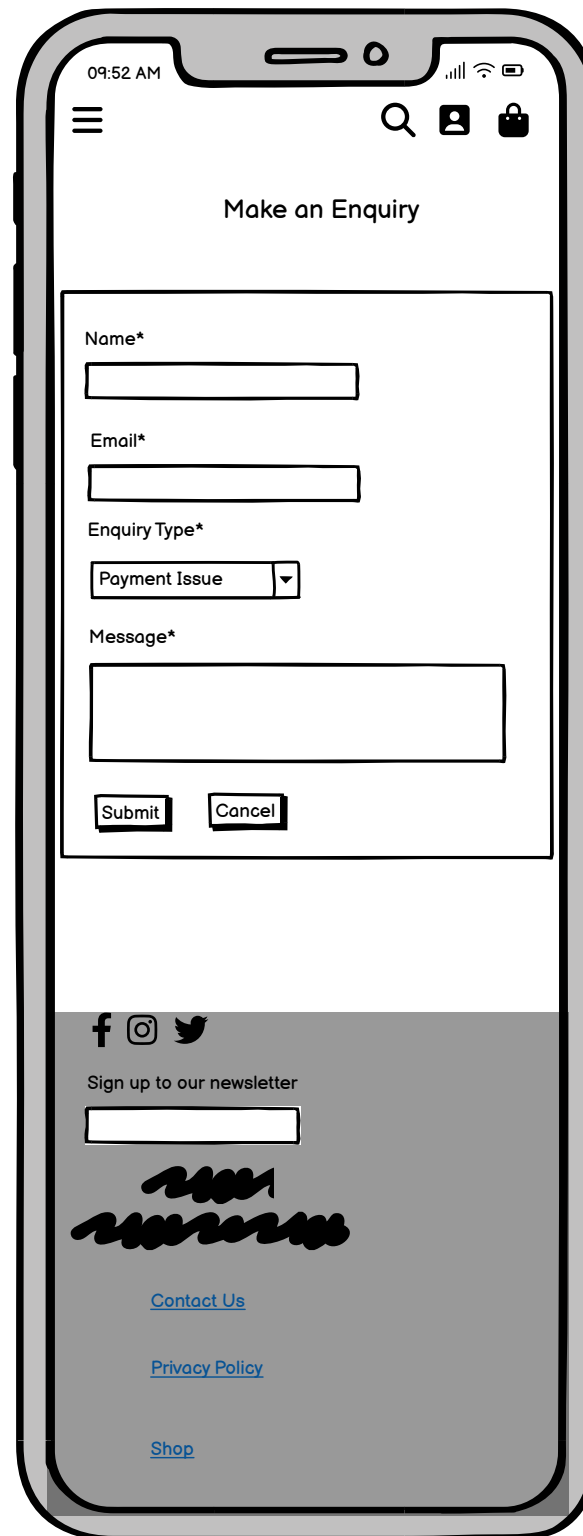 09:52 AM
Make an Enquiry
Name*
Email*
Enquiry Type*
Payment Issue
Message*
Submit Cancel
Sign up to our newsletter
Contact Us
Privacy Policy
Shop